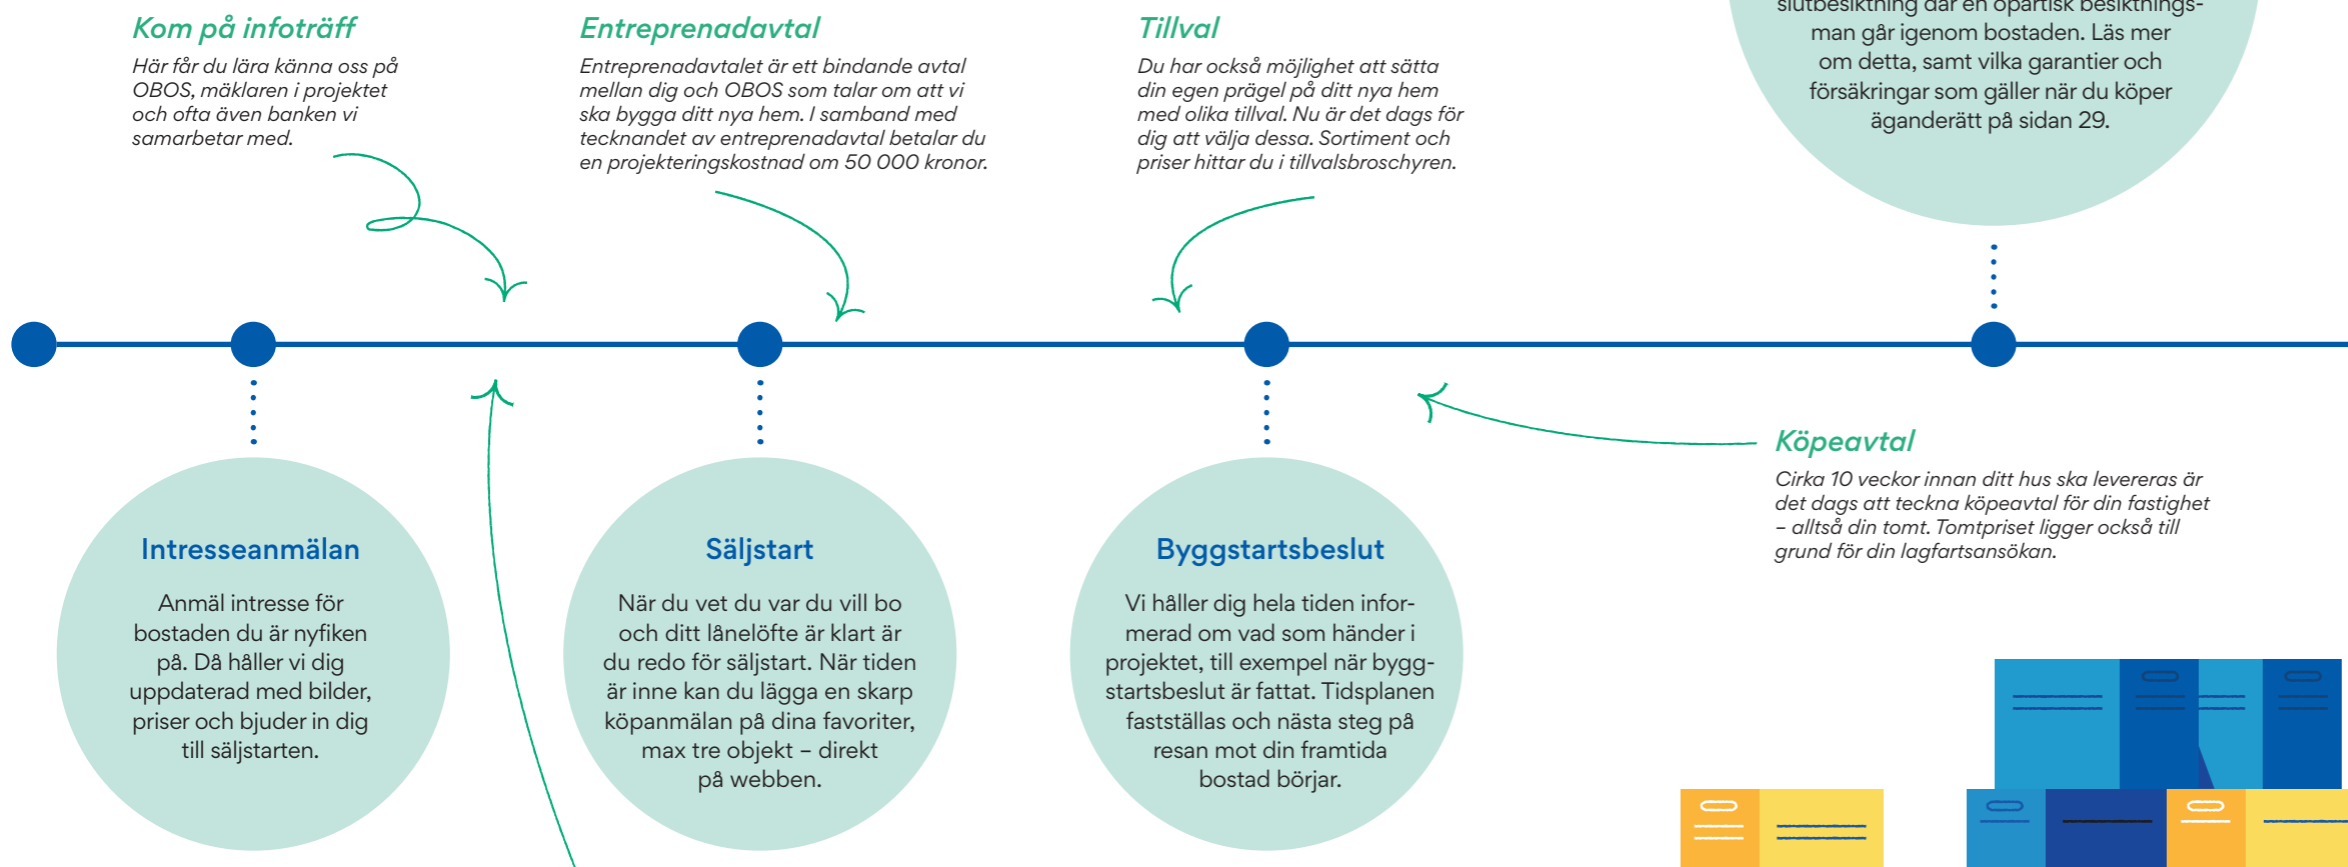 Kom på infoträff
Här får du lära känna oss på
OBOS, mäklaren i projektet
och ofta även banken vi
samarbetar med.
Entreprenadavtal
Entreprenadavtalet är ett bindande avtal
mellan dig och OBOS som talar om att vi
ska bygga ditt nya hem. I samband med
tecknandet av entreprenadavtal betalar du
en projekteringskostnad om 50 000 kronor.
Tillval
Du har också möjlighet att sätta
din egen prägel på ditt nya hem
med olika tillval. Nu är det dags för
dig att välja dessa. Sortiment och
priser hittar du i tillvalsbroschyren.
slutbesiktning där en opartisk besiktnings-
man går igenom bostaden. Läs mer
om detta, samt vilka garantier och
försäkringar som gäller när du köper
äganderätt på sidan 29.
Intresseanmälan
Anmäl intresse för
bostaden du är nyfiken
på. Då håller vi dig
uppdaterad med bilder,
priser och bjuder in dig
till säljstarten.
Säljstart
När du vet du var du vill bo
och ditt lånelöfte är klart är
du redo för säljstart. När tiden
är inne kan du lägga en skarp
köpanmälan på dina favoriter,
max tre objekt – direkt
på webben.
Byggstartsbeslut
Vi håller dig hela tiden infor-
merad om vad som händer i
projektet, till exempel när bygg-
startsbeslut är fattat. Tidsplanen
fastställas och nästa steg på
resan mot din framtida
bostad börjar.
Köpeavtal
Cirka 10 veckor innan ditt hus ska levereras är
det dags att teckna köpeavtal för din fastighet
– alltså din tomt. Tomtpriset ligger också till
grund för din lagfartsansökan.